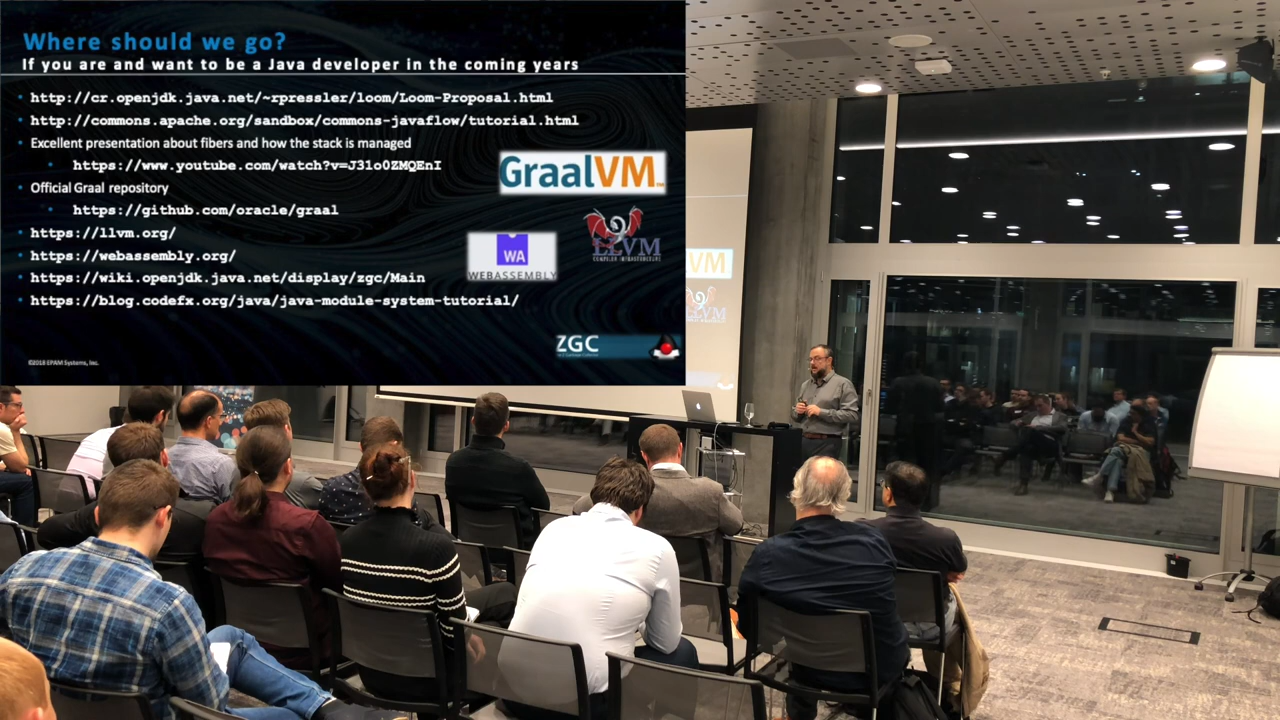 Where should we go?
If you are and want to be a Java developer in the coming years
http://cr.openjdk.java.net/~rpressler/loom/Loom-Proposal.html
http://commons.apache.org/sandbox/commons-javaflow/tutorial.html
Excellent presentation about fibers and how the stack is managed
https://www.youtube.com/watch?v=J31o0ZMQEnI
Official Graal repository
https://github.com/oracle/graal
https://llvm.org/
https://webassembly.org/
https://wiki.openjdk.java.net/display/zgc/Main
https://blog.codefx.org/java/java-module-system-tutorial/
GraalVM
LLVM
COMPILER INFRASTRUCTURE
WA
WEBASSEMBLY
ZGC
©2018 EPAM Systems, Inc.
VM